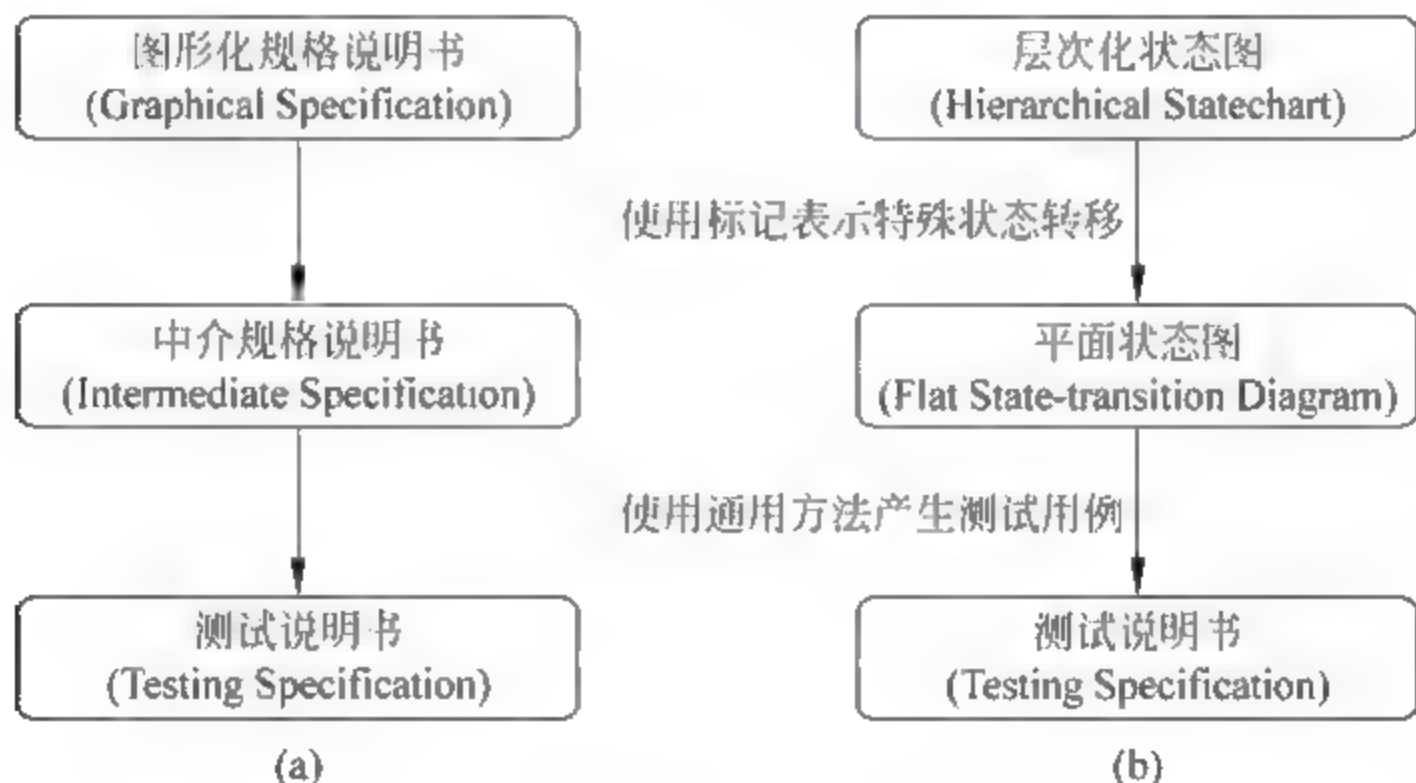 图形化规格说明书
(Graphical Specification)
层次化状态图
(Hierarchical Statechart)
使用标记表示特殊状态转移
中介规格说明书
(Intermediate Specification)
平面状态图
(Flat State-transition Diagram)
使用通用方法产生测试用例
测试说明书
(Testing Specification)
测试说明书
(Testing Specification)
(a)
(b)